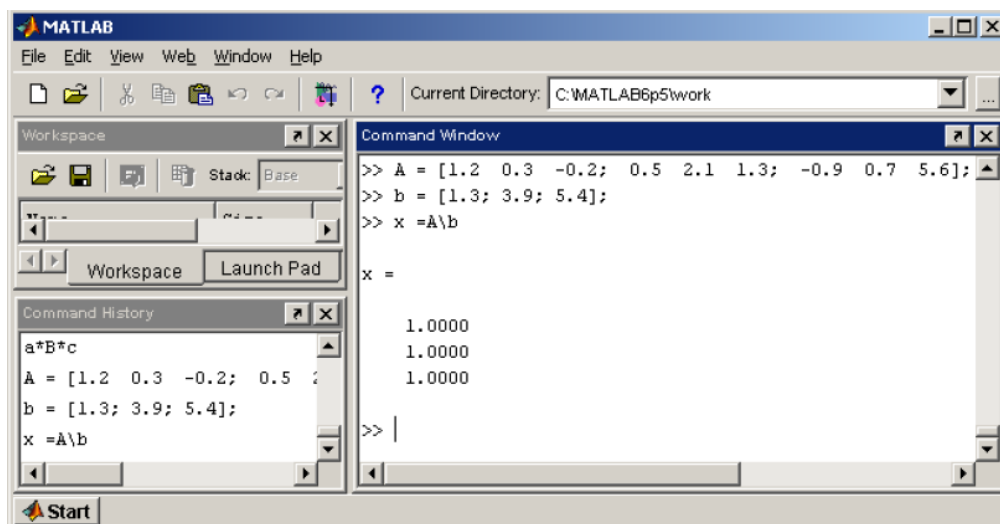 MATLAB
File Edit View Web Window Help
? Current Directory: C:\MATLAB6p5\work ...
Workspace
Stack: Base
Workspace Launch Pad
Command History
a*B*c
A = [1.2 0.3 -0.2; 0.5
b = [1.3; 3.9; 5.4];
x =A\b
Command Window
>> A = [1.2 0.3 -0.2; 0.5 2.1 1.3; -0.9 0.7 5.6];
>> b = [1.3; 3.9; 5.4];
>> x =A\b
x =
1.0000
1.0000
1.0000
>>
Start